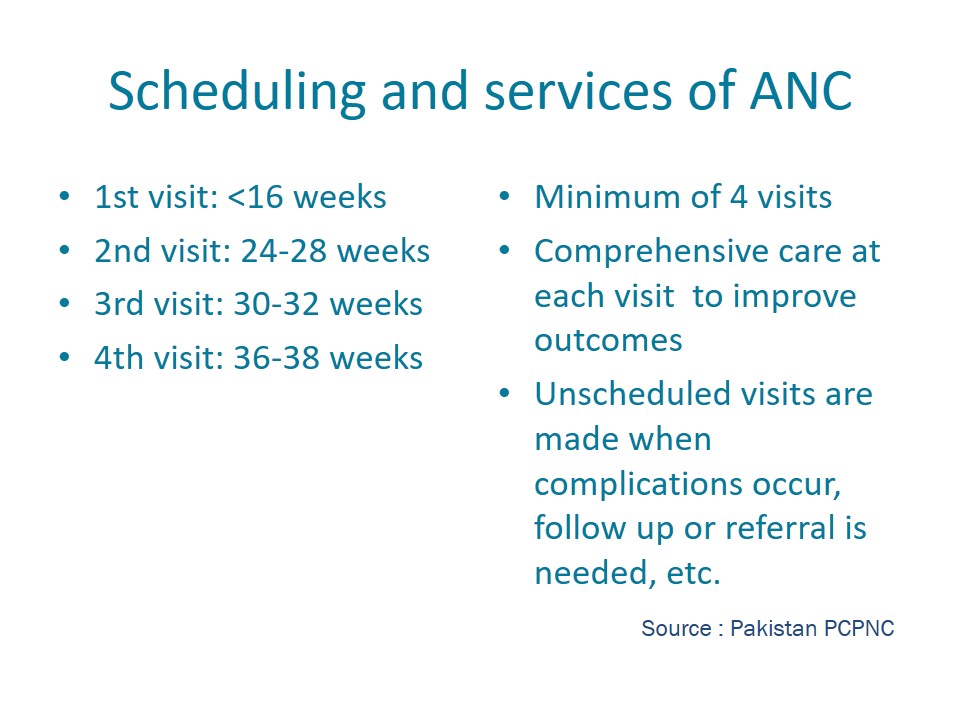 Scheduling and services of ANC
• 1st visit: <16 weeks
• 2nd visit: 24-28 weeks
• 3rd visit: 30-32 weeks
• 4th visit: 36-38 weeks
• Minimum of 4 visits
• Comprehensive care at
each visit  to improve
outcomes
• Unscheduled visits are
made when
complications occur,
follow up or referral is
needed, etc.
Source : Pakistan PCPNC